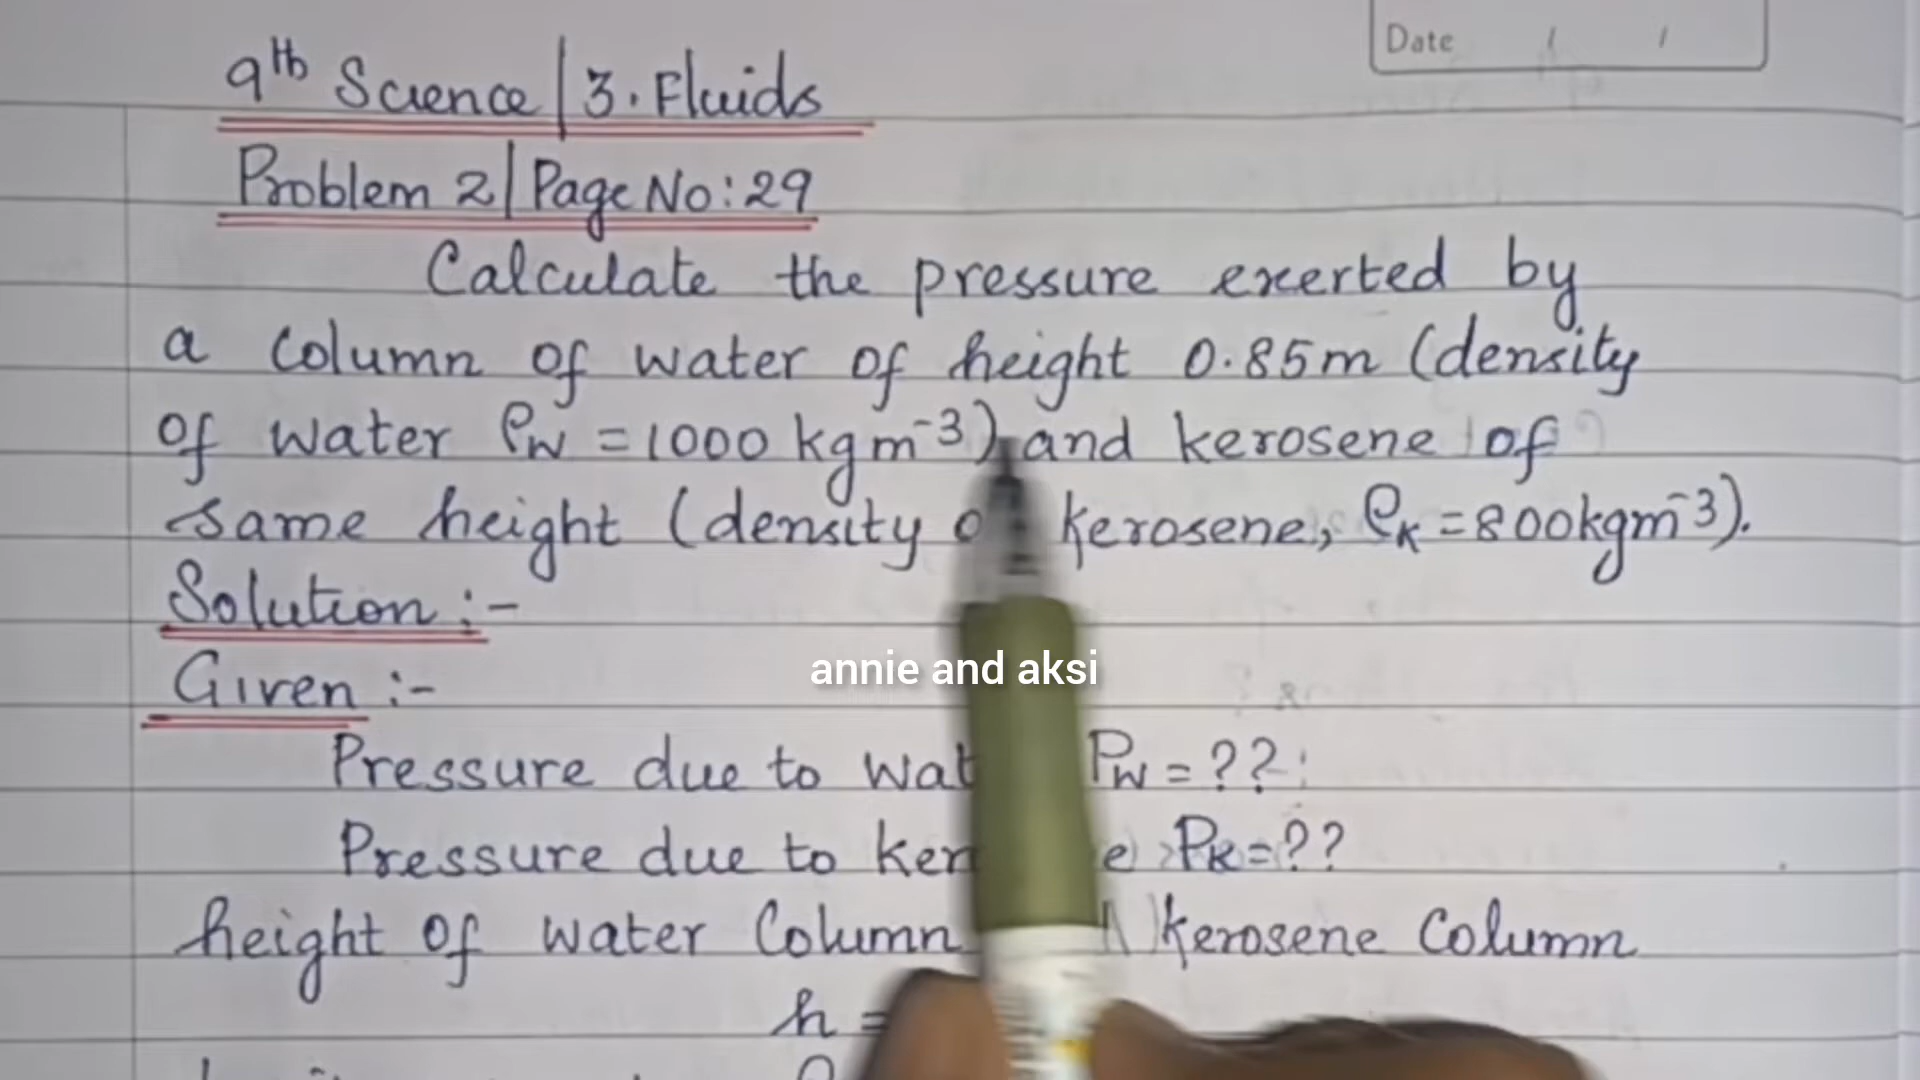 Date / /
9th Science | 3. Fluids
Problem 2 | Page No: 29
Calculate the pressure exerted by
a column of water of height 0.85m (density
of water ρw = 1000 kg m⁻³) and kerosene of
same height (density o kerosene, ρK = 800kgm⁻³).
Solution :-
Given :-
annie and aksi
Pressure due to wat Pw = ??
Pressure due to ker e PK = ??
height of water Column kerosene Column
h =